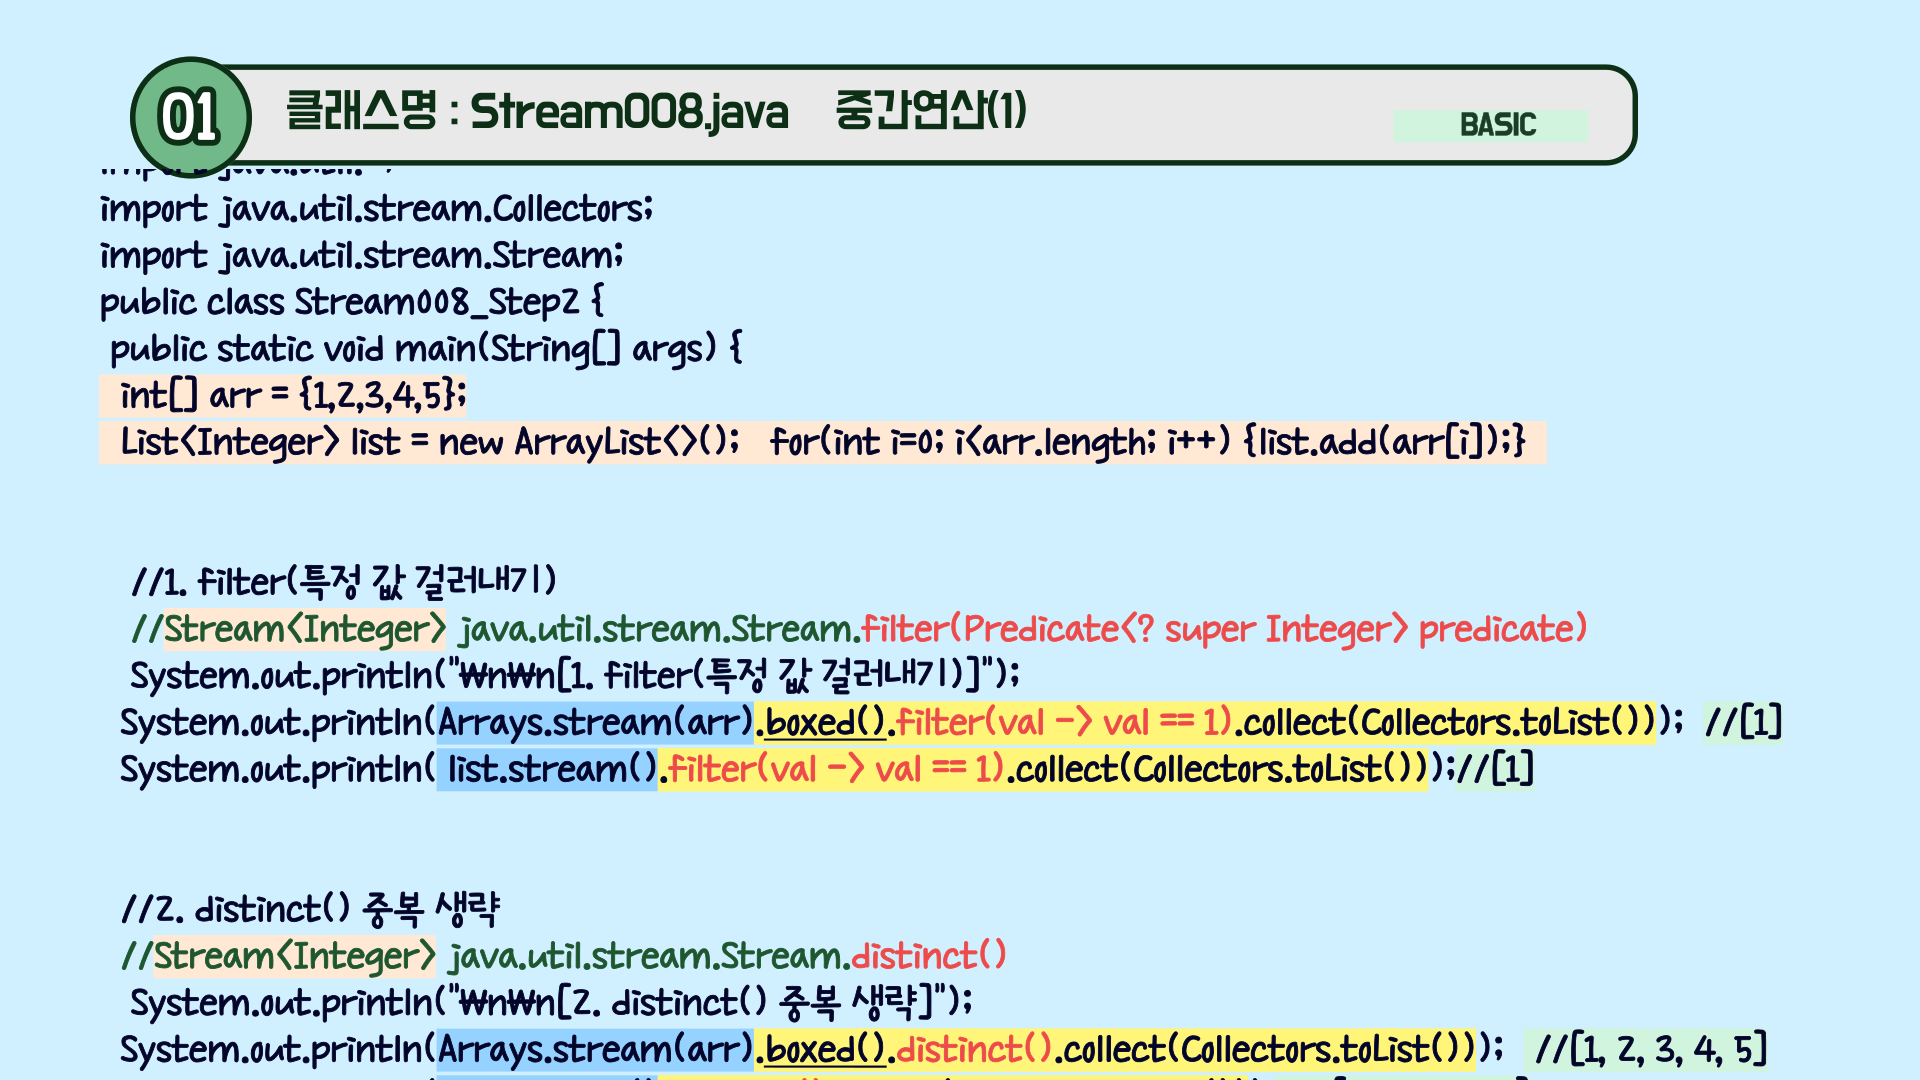 01
클래스명 : Stream008.java 중간연산(1)
BASIC
import java.util.stream.Collectors;
import java.util.stream.Stream;
public class Stream008_Step2 {
public static void main(String[] args) {
int[] arr = {1,2,3,4,5};
List<Integer> list = new ArrayList<>(); for(int i=0; i<arr.length; i++) {list.add(arr[i]);}
//1. filter(특정 값 걸러내기)
//Stream<Integer> java.util.stream.Stream.filter(Predicate<? super Integer> predicate)
System.out.println("₩n₩n[1. filter(특정 값 걸러내기)]");
System.out.println(Arrays.stream(arr).boxed().filter(val -> val == 1).collect(Collectors.toList())); //[1]
System.out.println( list.stream().filter(val -> val == 1).collect(Collectors.toList()));//[1]
//2. distinct() 중복 생략
//Stream<Integer> java.util.stream.Stream.distinct()
System.out.println("₩n₩n[2. distinct() 중복 생략]");
System.out.println(Arrays.stream(arr).boxed().distinct().collect(Collectors.toList())); //[1, 2, 3, 4, 5]